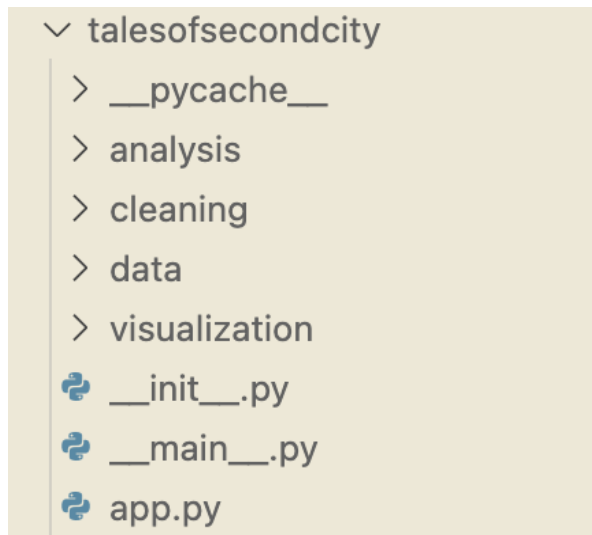 talesofsecondcity
__pycache__
analysis
cleaning
data
visualization
__init__.py
__main__.py
app.py